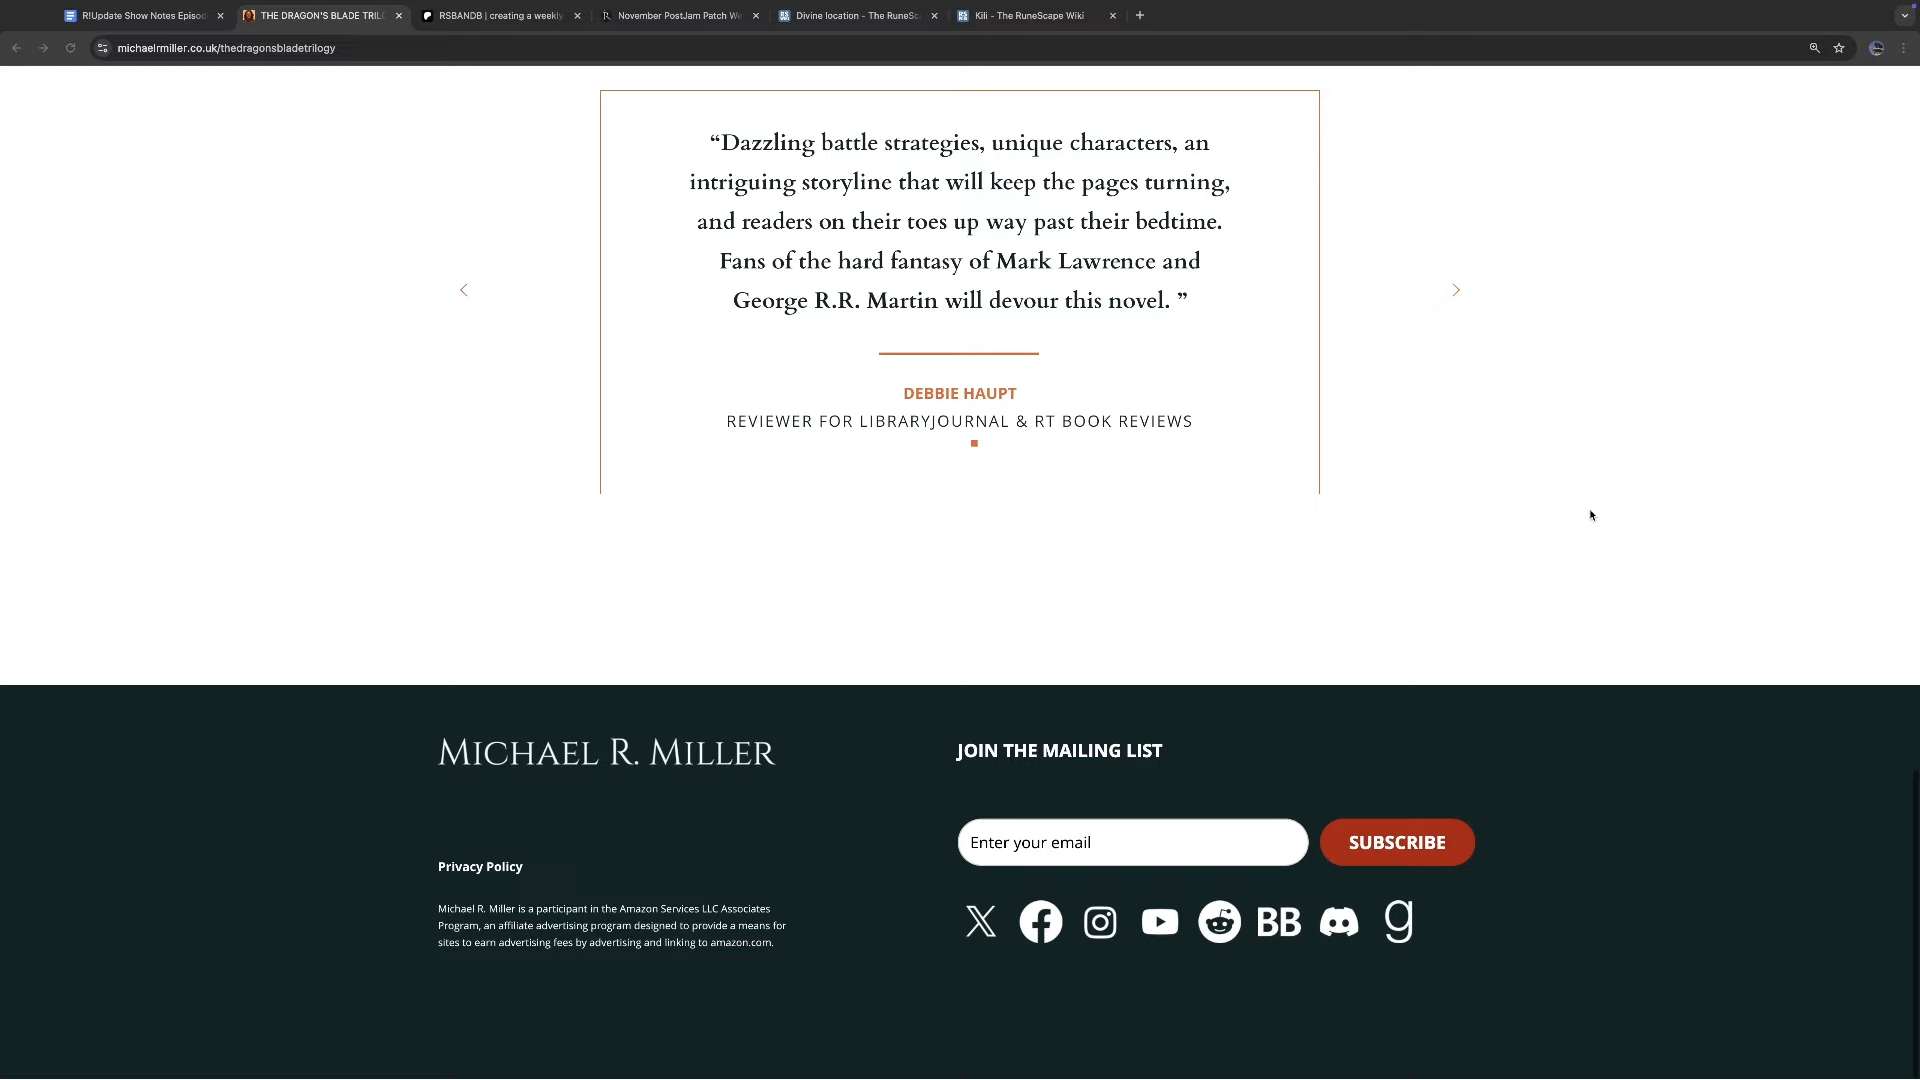 R!Update Show Notes Episod
THE DRAGON'S BLADE TRIL
RSBANDB | creating a weekly
November PostJam Patch We
Divine location - The RuneSc
Kili - The RuneScape Wiki
michaelrmiller.co.uk/thedragonsbladetrilogy
“Dazzling battle strategies, unique characters, an
intriguing storyline that will keep the pages turning,
and readers on their toes up way past their bedtime.
Fans of the hard fantasy of Mark Lawrence and
George R.R. Martin will devour this novel. ”
DEBBIE HAUPT
REVIEWER FOR LIBRARYJOURNAL & RT BOOK REVIEWS
MICHAEL R. MILLER
Privacy Policy
Michael R. Miller is a participant in the Amazon Services LLC Associates
Program, an affiliate advertising program designed to provide a means for
sites to earn advertising fees by advertising and linking to amazon.com.
JOIN THE MAILING LIST
Enter your email
SUBSCRIBE
BB
g